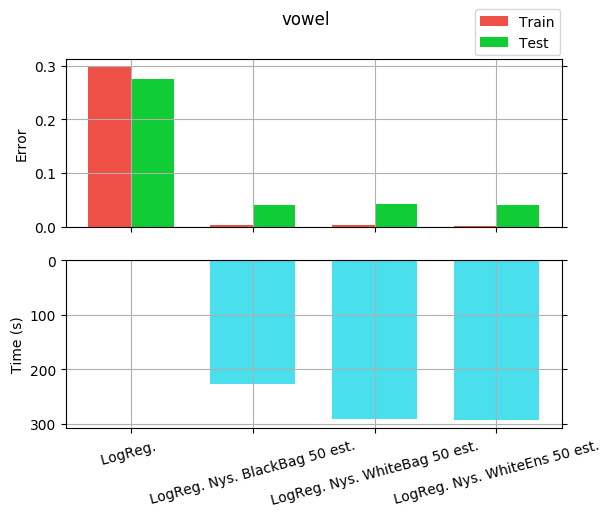 vowel
Train
Test
0.3
0.2
0.1
0.0
Error
0
100
200
300
Time (s)
LogReg.
LogReg. Nys. BlackBag 50 est.
LogReg. Nys. WhiteBag 50 est.
LogReg. Nys. WhiteEns 50 est.